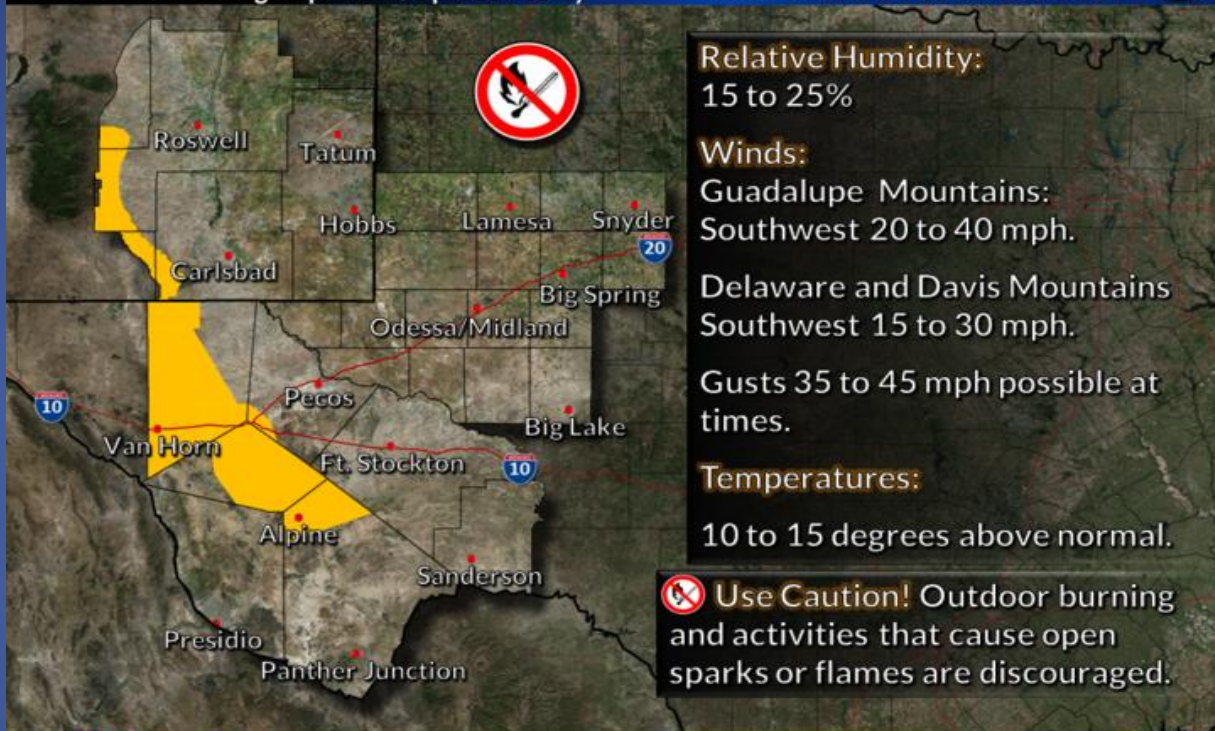 Roswell
Tatum
Hobbs
Lamesa
Snyder
20
Carlsbad
Big Spring
Odessa/Midland
Pecos
10
Big Lake
Van Horn
Ft. Stockton
10
Alpine
Sanderson
Presidio
Panther Junction
Relative Humidity:
15 to 25%
Winds:
Guadalupe Mountains:
Southwest 20 to 40 mph.
Delaware and Davis Mountains
Southwest 15 to 30 mph.
Gusts 35 to 45 mph possible at
times.
Temperatures:
10 to 15 degrees above normal.
Use Caution! Outdoor burning
and activities that cause open
sparks or flames are discouraged.